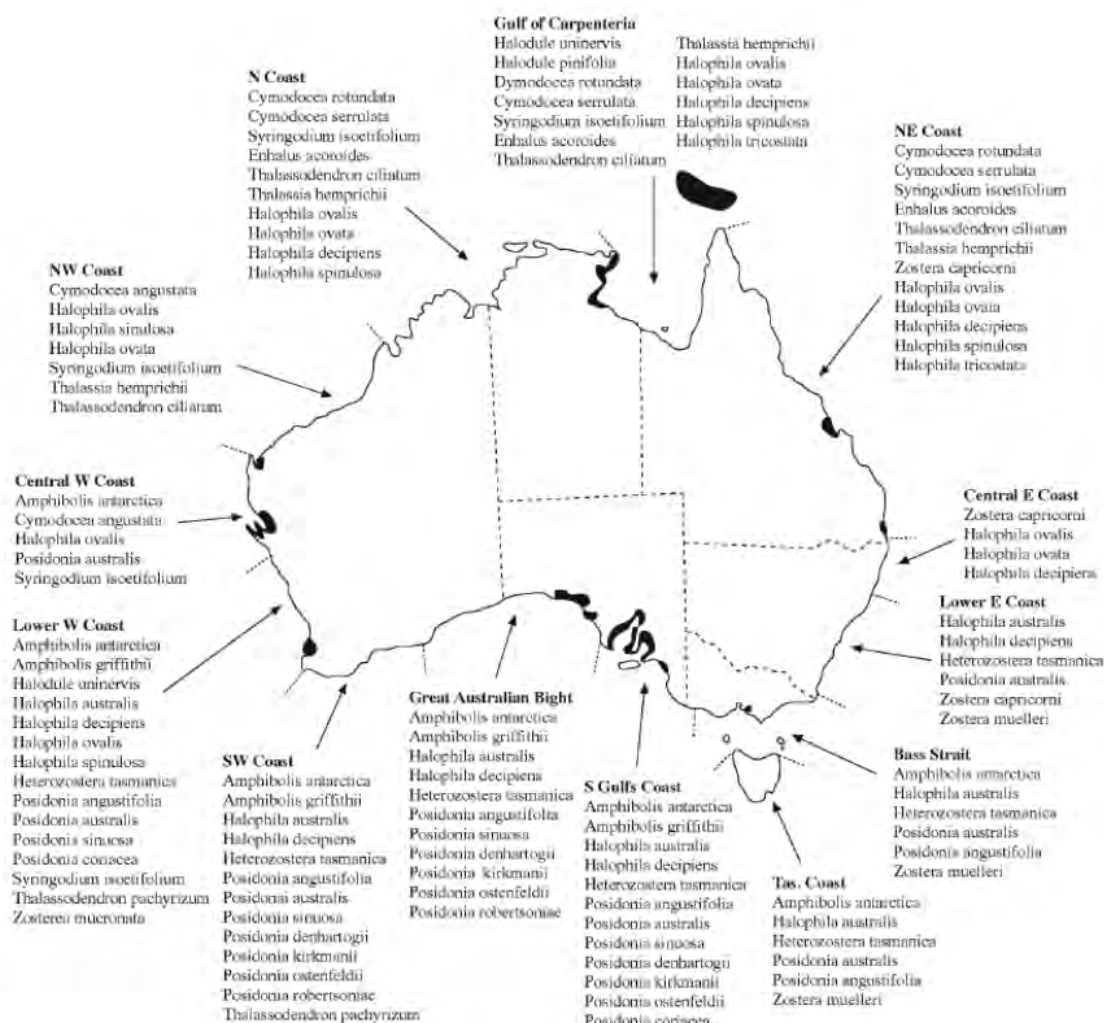 Gulf of Carpenteria
Halodule uninervis
Halodule pinifolia
Dymodocea rotundata
Cymodocea serrulata
Syringodium isoetifolium
Enhalus acoroides
Thalassodendron ciliatum
Thalassia hemprichii
Halophila ovalis
Halophila ovata
Halophila decipiens
Halophila spinulosa
Halophila tricostata
N Coast
Cymodocea rotundata
Cymodocea serrulata
Syringodium isoetifolium
Enhalus acoroides
Thalassodendron ciliatum
Thalassia hemprichii
Halophila ovalis
Halophila ovata
Halophila decipiens
Halophila spinulosa
NE Coast
Cymodocea rotundata
Cymodocea serrulata
Syringodium isoetifolium
Enhalus acoroides
Thalassodendron ciliatum
Thalassia hemprichii
Zostera capricorni
Halophila ovalis
Halophila ovata
Halophila decipiens
Halophila spinulosa
Halophila tricostata
NW Coast
Cymodocea angustata
Halophila ovalis
Halophila sinulosa
Halophila ovata
Syringodium isoetifolium
Thalassia hemprichii
Thalassodendron ciliatum
Central W Coast
Amphibolis antarctica
Cymodocea angustata
Halophila ovalis
Posidonia australis
Syringodium isoetifolium
Central E Coast
Zostera capricorni
Halophila ovalis
Halophila ovata
Halophila decipiens
Lower W Coast
Amphibolis antarctica
Amphibolis griffithii
Halodule uninervis
Halophila australis
Halophila decipiens
Halophila ovalis
Halophila spinulosa
Heterozostera tasmanica
Posidonia angustifolia
Posidonia australis
Posidonia sinuosa
Posidonia coriacea
Syringodium isoetifolium
Thalassodendron pachyrizum
Zosterea mucronata
Lower E Coast
Halophila australis
Halophila decipiens
Heterozostera tasmanica
Posidonia australis
Zostera capricorni
Zostera muelleri
SW Coast
Amphibolis antarctica
Amphibolis griffithii
Halophila australis
Halophila decipiens
Heterozostera tasmanica
Posidonia angustifolia
Posidonai australis
Posidonia sinuosa
Posidonia denhartogii
Posidonia kirkmanii
Posidonia ostenfeldii
Posidonia robertsoniae
Thalassodendron pachyrizum
Great Australian Bight
Amphibolis antarctica
Amphibolis griffithii
Halophila australis
Halophila decipiens
Heterozostera tasmanica
Posidonia angustifolia
Posidonia sinuosa
Posidonia denhartogii
Posidonia kirkmanii
Posidonia ostenfeldii
Posidonia robertsoniae
S Gulfs Coast
Amphibolis antarctica
Amphibolis griffithii
Halophila australis
Halophila decipiens
Heterozostera tasmanica
Posidonia angustifolia
Posidonia australis
Posidonia sinuosa
Posidonia denhartogii
Posidonia kirkmanii
Posidonia ostenfeldii
Posidonia coriacea
Bass Strait
Amphibolis antarctica
Halophila australis
Heterozostera tasmanica
Posidonia australis
Posidonia angustifolia
Zostera muelleri
Tas. Coast
Amphibolis antarctica
Halophila australis
Heterozostera tasmanica
Posidonia australis
Posidonia angustifolia
Zostera muelleri